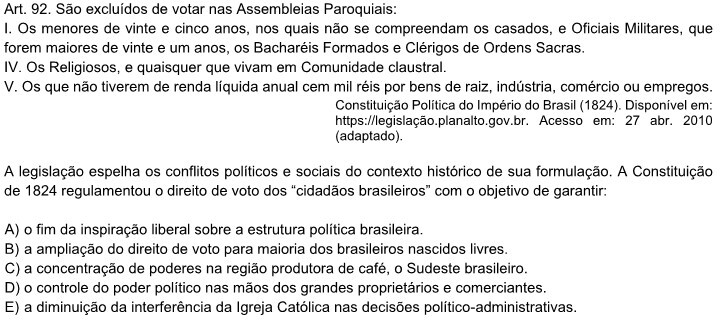 Art. 92. São excluídos de votar nas Assembleias Paroquiais:
I. Os menores de vinte e cinco anos, nos quais não se compreendam os casados, e Oficiais Militares, que
forem maiores de vinte e um anos, os Bacharéis Formados e Clérigos de Ordens Sacras.
IV. Os Religiosos, e quaisquer que vivam em Comunidade claustral.
V. Os que não tiverem de renda líquida anual cem mil réis por bens de raiz, indústria, comércio ou empregos.
Constituição Política do Império do Brasil (1824). Disponível em:
https://legislação.planalto.gov.br. Acesso em: 27 abr. 2010
(adaptado).
A legislação espelha os conflitos políticos e sociais do contexto histórico de sua formulação. A Constituição
de 1824 regulamentou o direito de voto dos “cidadãos brasileiros” com o objetivo de garantir:
A) o fim da inspiração liberal sobre a estrutura política brasileira.
B) a ampliação do direito de voto para maioria dos brasileiros nascidos livres.
C) a concentração de poderes na região produtora de café, o Sudeste brasileiro.
D) o controle do poder político nas mãos dos grandes proprietários e comerciantes.
E) a diminuição da interferência da Igreja Católica nas decisões político-administrativas.